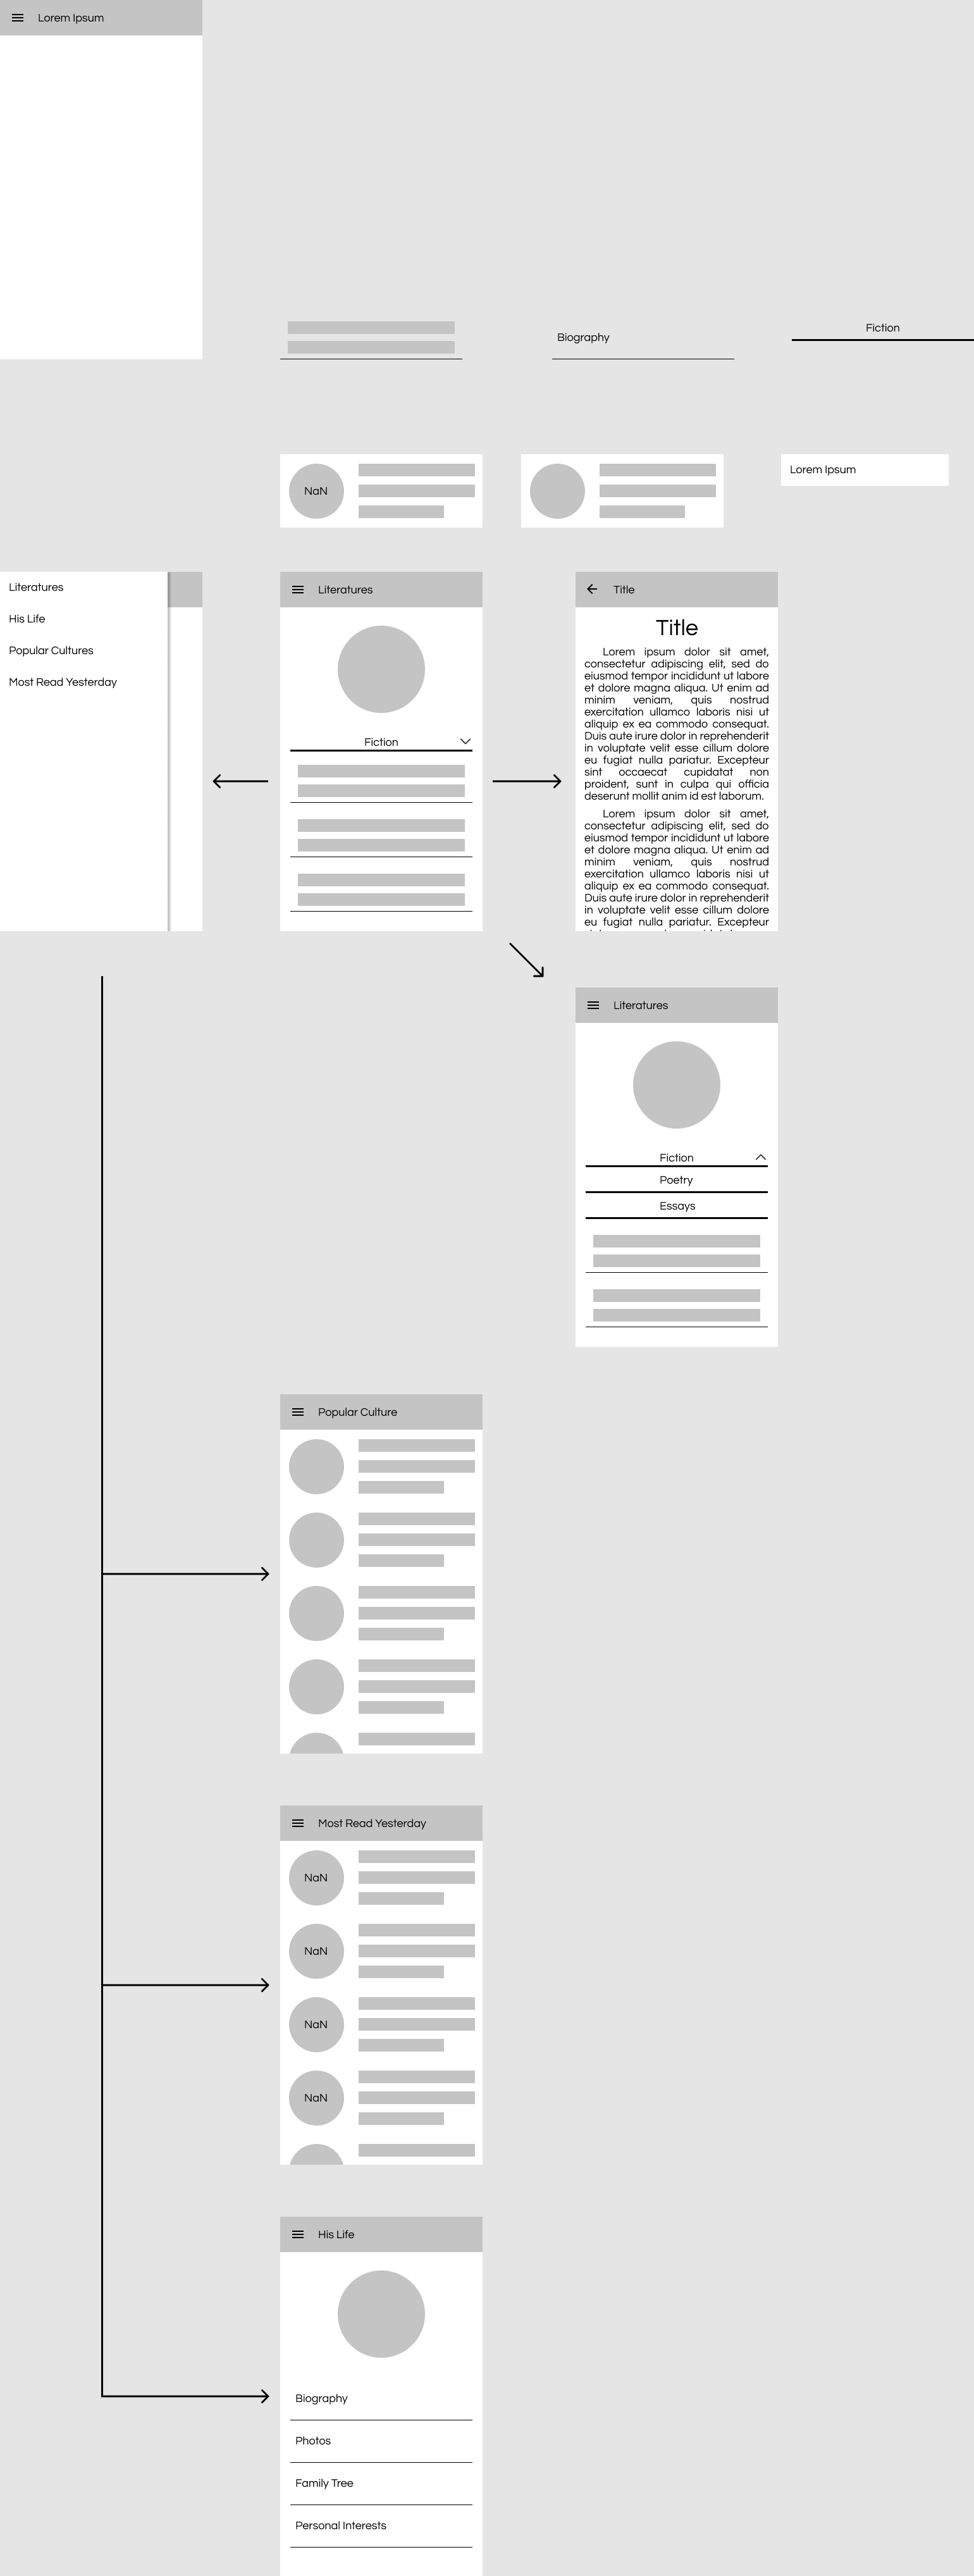 Lorem Ipsum
Fiction
Biography
Lorem Ipsum
NaN
Literatures
His Life
Popular Cultures
Most Read Yesterday
Literatures
Fiction
Title
Title
Lorem ipsum dolor sit amet,
consectetur adipiscing elit, sed do
eiusmod tempor incididunt ut labore
et dolore magna aliqua. Ut enim ad
minim veniam, quis nostrud
exercitation ullamco laboris nisi ut
aliquip ex ea commodo consequat.
Duis aute irure dolor in reprehenderit
in voluptate velit esse cillum dolore
eu fugiat nulla pariatur. Excepteur
sint occaecat cupidatat non
proident, sunt in culpa qui officia
deserunt mollit anim id est laborum.
Lorem ipsum dolor sit amet,
consectetur adipiscing elit, sed do
eiusmod tempor incididunt ut labore
et dolore magna aliqua. Ut enim ad
minim veniam, quis nostrud
exercitation ullamco laboris nisi ut
aliquip ex ea commodo consequat.
Duis aute irure dolor in reprehenderit
in voluptate velit esse cillum dolore
eu fugiat nulla pariatur. Excepteur
Literatures
Fiction
Poetry
Essays
Popular Culture
Most Read Yesterday
NaN
NaN
NaN
NaN
His Life
Biography
Photos
Family Tree
Personal Interests